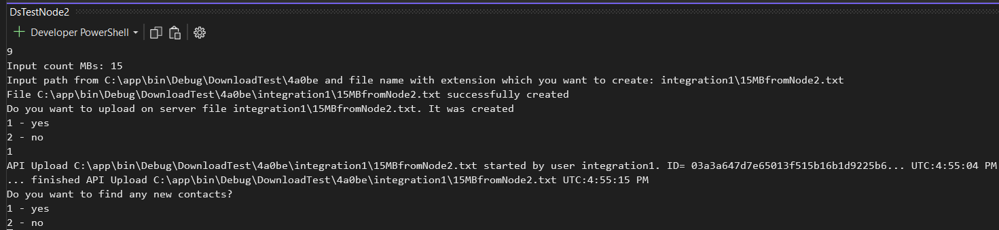 DsTestNode2
Developer PowerShell
9
Input count MBs: 15
Input path from C:\app\bin\Debug\DownloadTest\4a0be and file name with extension which you want to create: integration1\15MBfromNode2.txt
File C:\app\bin\Debug\DownloadTest\4a0be\integration1\15MBfromNode2.txt successfully created
Do you want to upload on server file integration1\15MBfromNode2.txt. It was created
1 - yes
2 - no
1
API Upload C:\app\bin\Debug\DownloadTest\4a0be\integration1\15MBfromNode2.txt started by user integration1. ID= 03a3a647d7e65013f515b16b1d9225b6... UTC:4:55:04 PM
... finished API Upload C:\app\bin\Debug\DownloadTest\4a0be\integration1\15MBfromNode2.txt UTC:4:55:15 PM
Do you want to find any new contacts?
1 - yes
2 - no